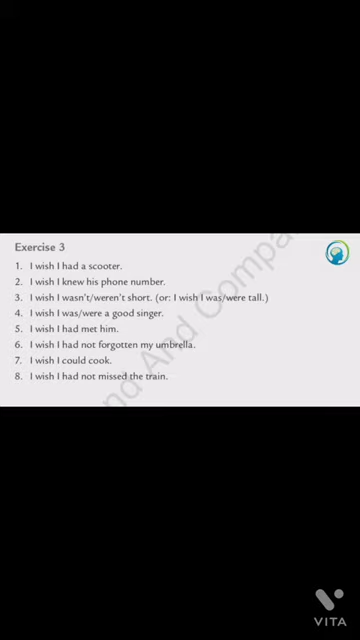 Exercise 3
1. I wish I had a scooter.
2. I wish I knew his phone number.
3. I wish I wasn't/weren't short. (or: I wish I was/were tall.)
4. I wish I was/were a good singer.
5. I wish I had met him.
6. I wish I had not forgotten my umbrella.
7. I wish I could cook.
8. I wish I had not missed the train.
And Compa
VITA